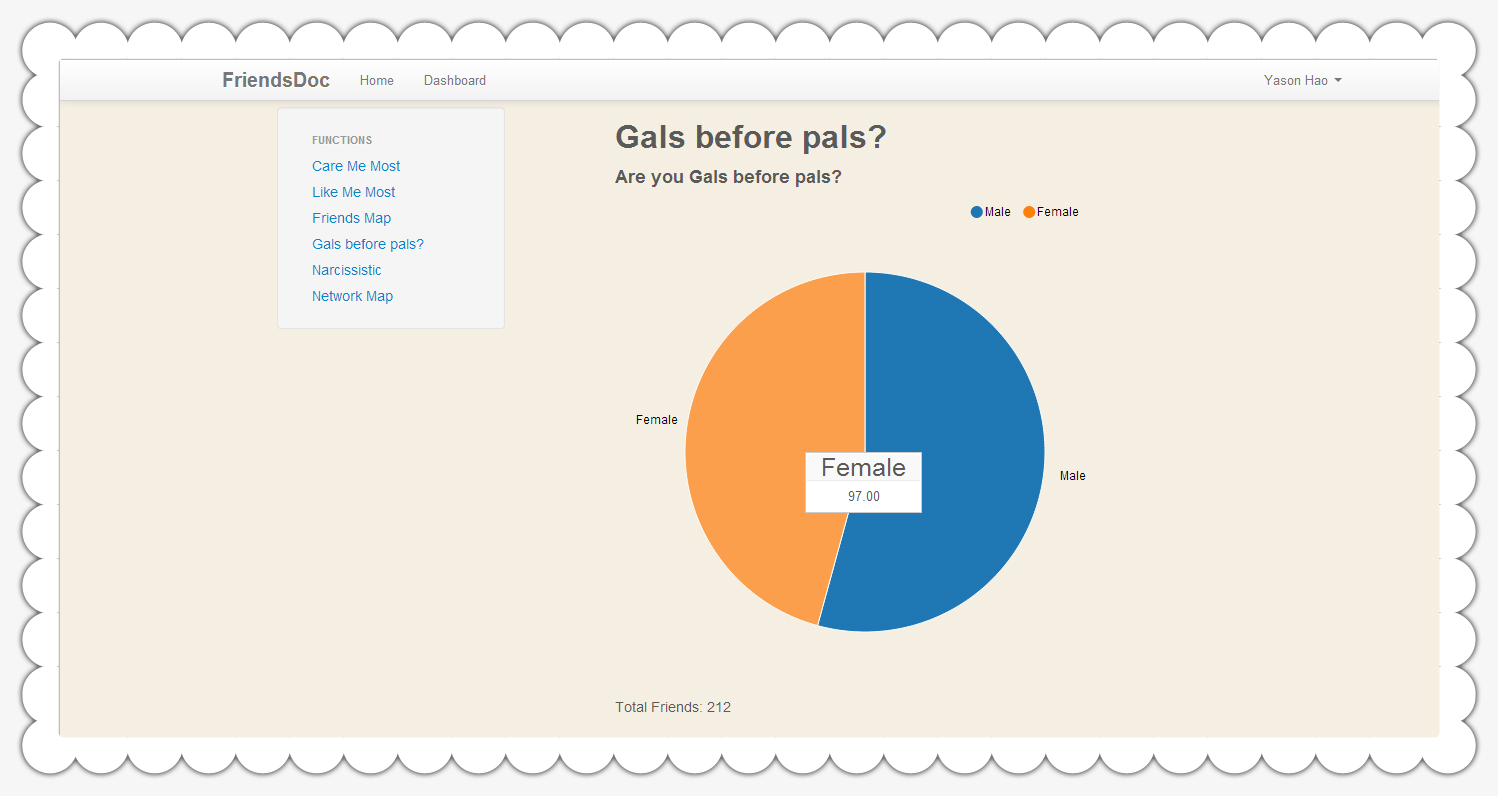 FriendsDoc Home Dashboard Yason Hao
FUNCTIONS
Care Me Most
Like Me Most
Friends Map
Gals before pals?
Narcissistic
Network Map
Gals before pals?
Are you Gals before pals?
Male Female
Female
Male
Female
97.00
Total Friends: 212